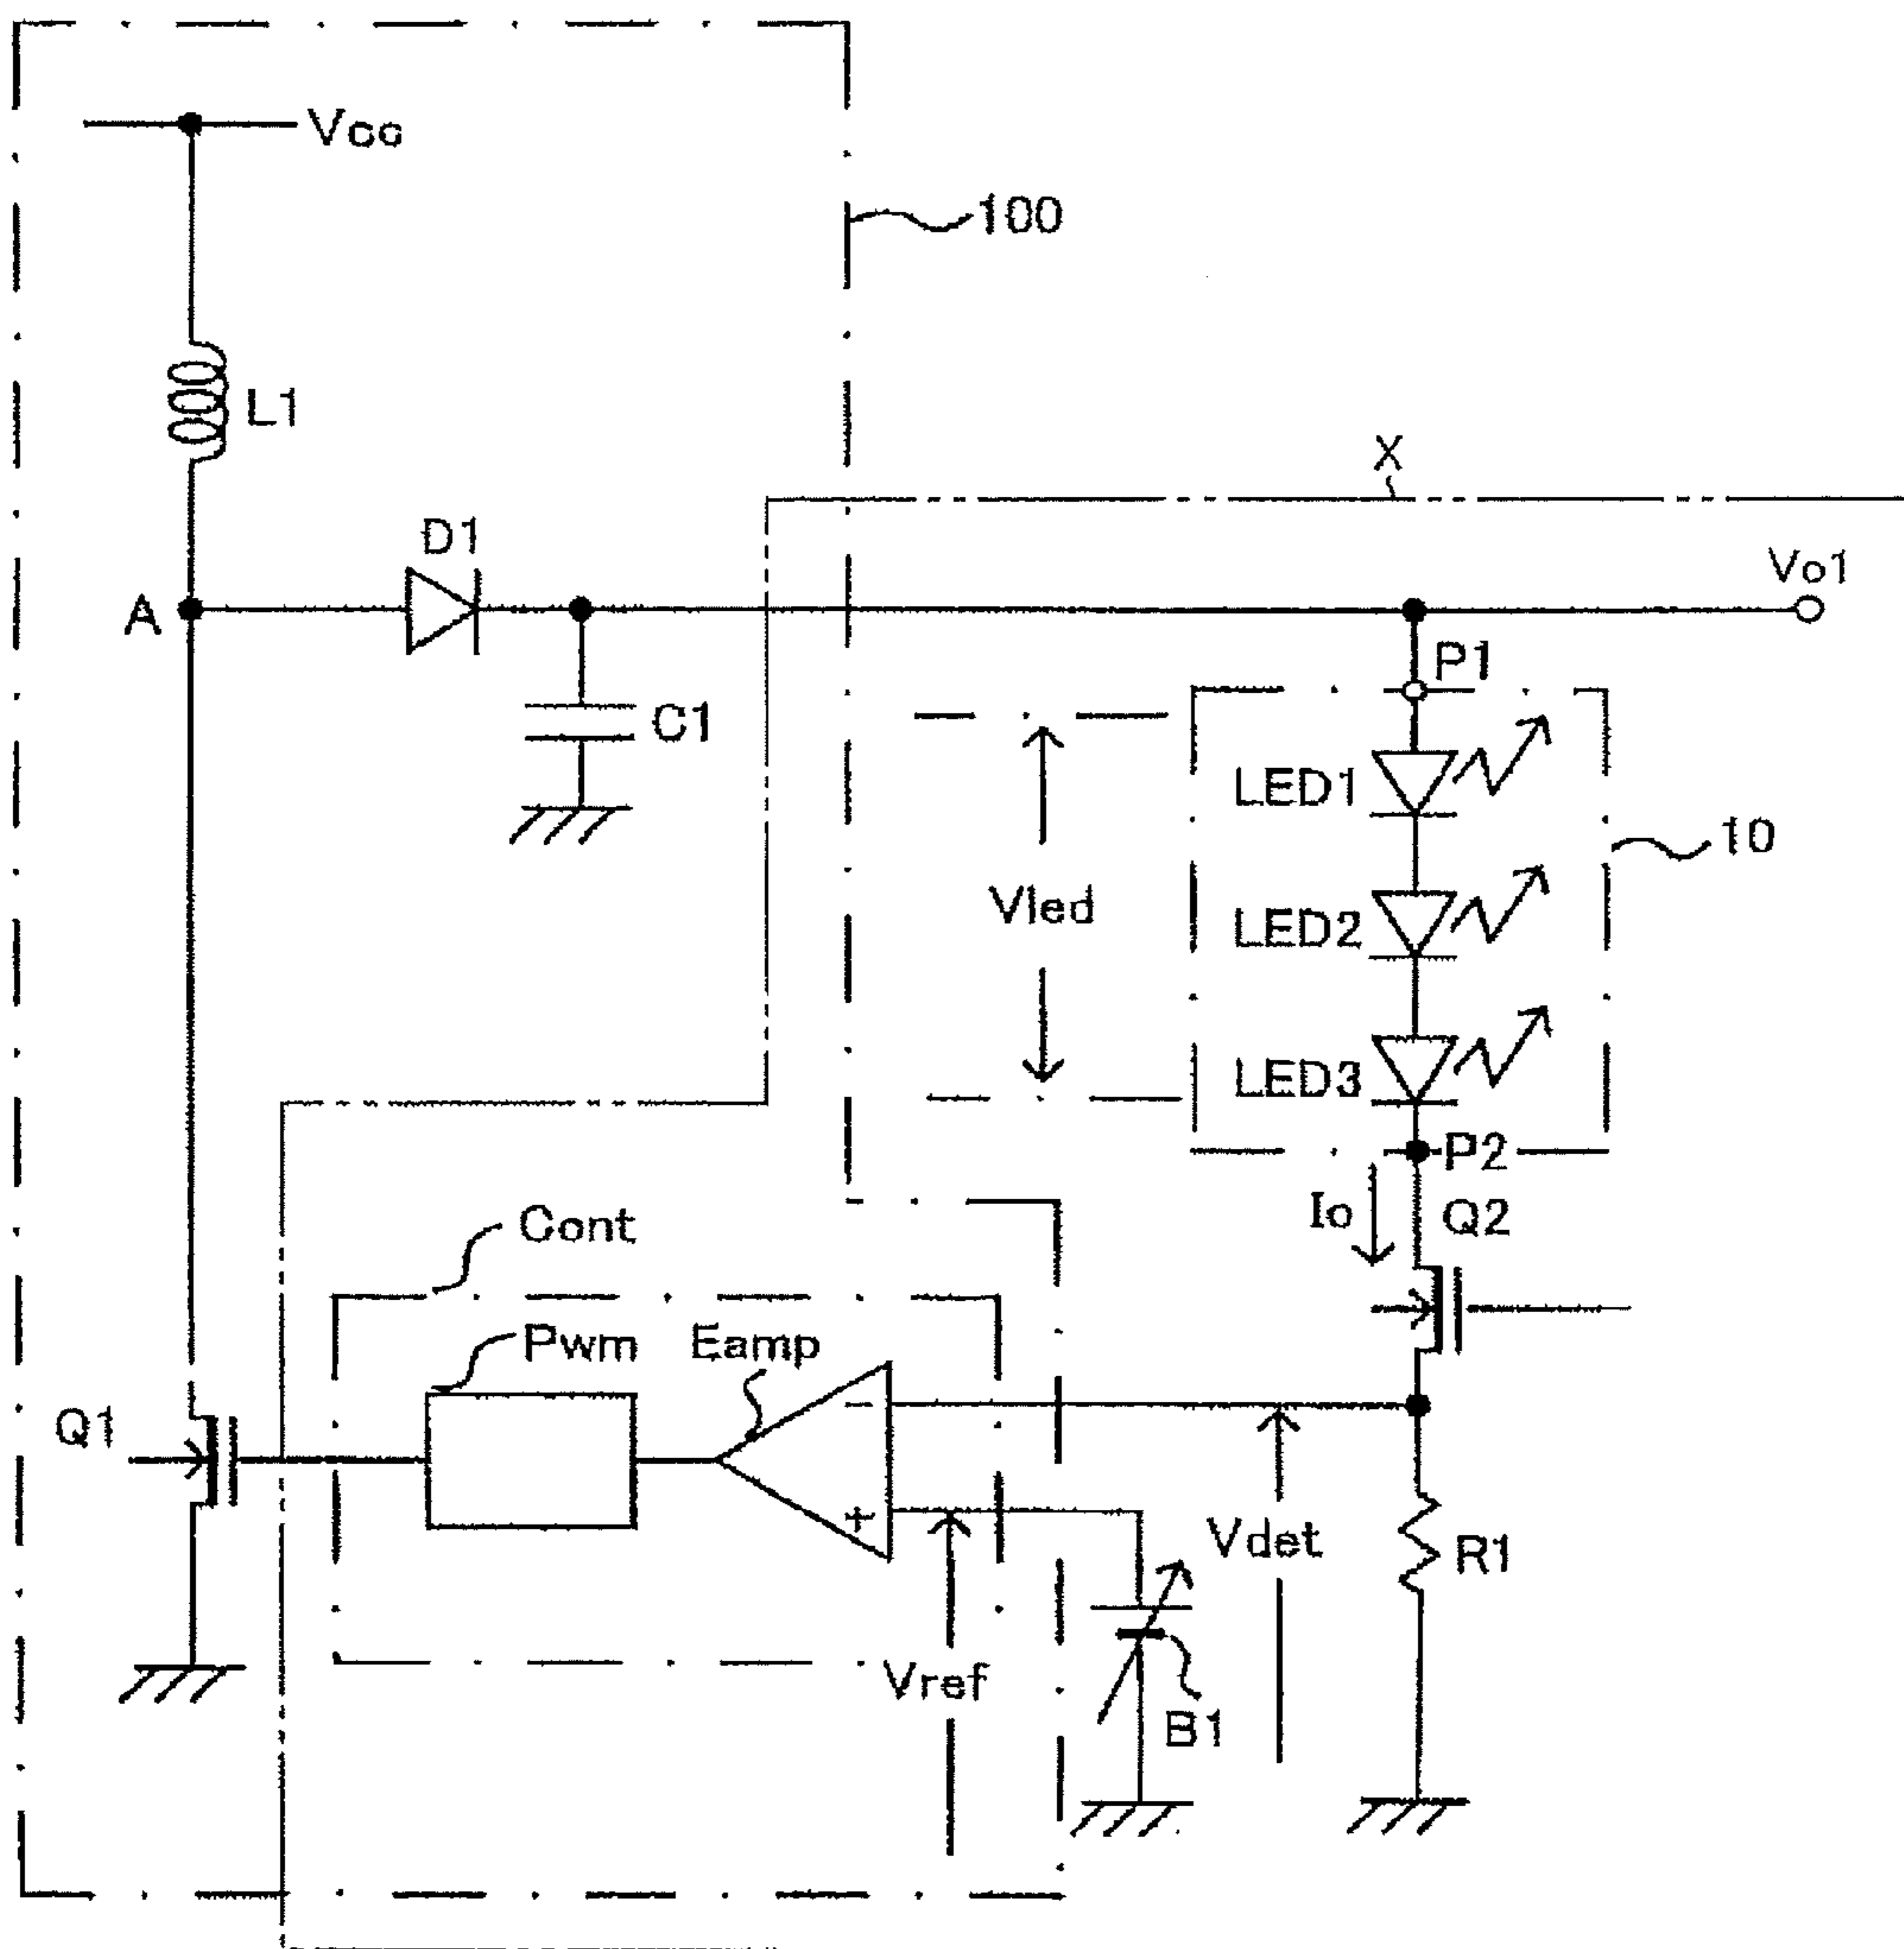 Vcc
100
L1
X
D1
Vo1
A
P1
C1
LED1
10
Vled
LED2
LED3
P2
Cont
Io
Q2
Pwm
Eamp
−
Q1
+
Vdet
R1
Vref
B1